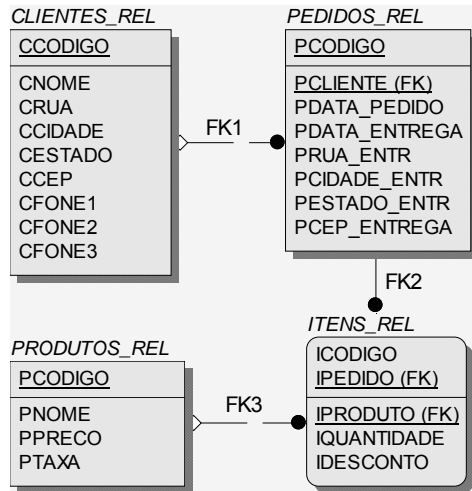 CLIENTES_REL
CCODIGO
CNOME
CRUA
CCIDADE
CESTADO
CCEP
CFONE1
CFONE2
CFONE3
FK1
PEDIDOS_REL
PCODIGO
PCLIENTE (FK)
PDATA_PEDIDO
PDATA_ENTREGA
PRUA_ENTR
PCIDADE_ENTR
PESTADO_ENTR
PCEP_ENTREGA
FK2
PRODUTOS_REL
PCODIGO
PNOME
PPRECO
PTAXA
FK3
ITENS_REL
ICODIGO
IPEDIDO (FK)
IPRODUTO (FK)
IQUANTIDADE
IDESCONTO